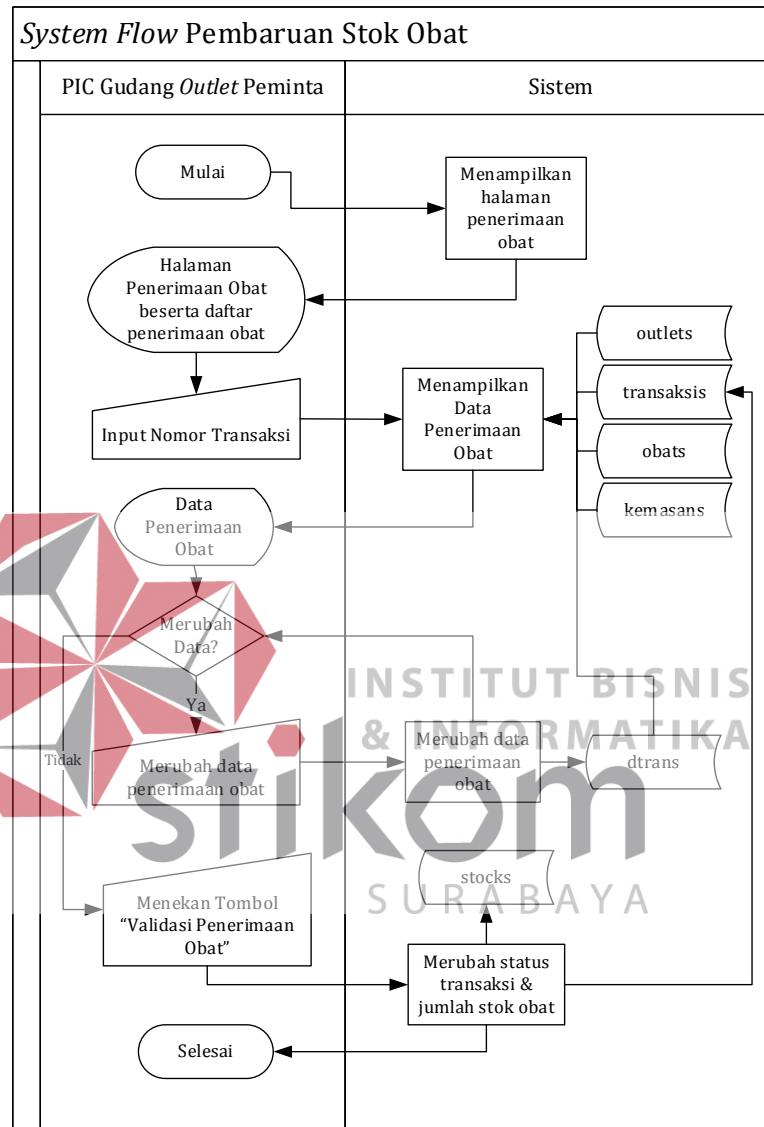 System Flow Pembaruan Stok Obat
PIC Gudang Outlet Peminta
Sistem
Mulai
Menampilkan
halaman
penerimaan
obat
Halaman
Penerimaan Obat
beserta daftar
penerimaan obat
outlets
transaksis
obats
kemasans
Input Nomor Transaksi
Menampilkan
Data
Penerimaan
Obat
Data
Penerimaan
Obat
Merubah
Data?
Ya
Tidak
Merubah data
penerimaan obat
Merubah data
penerimaan
obat
dtrans
INSTITUT BISNIS
& INFORMATIKA
stikom
SURABAYA
stocks
Menekan Tombol
“Validasi Penerimaan
Obat”
Merubah status
transaksi &
jumlah stok obat
Selesai